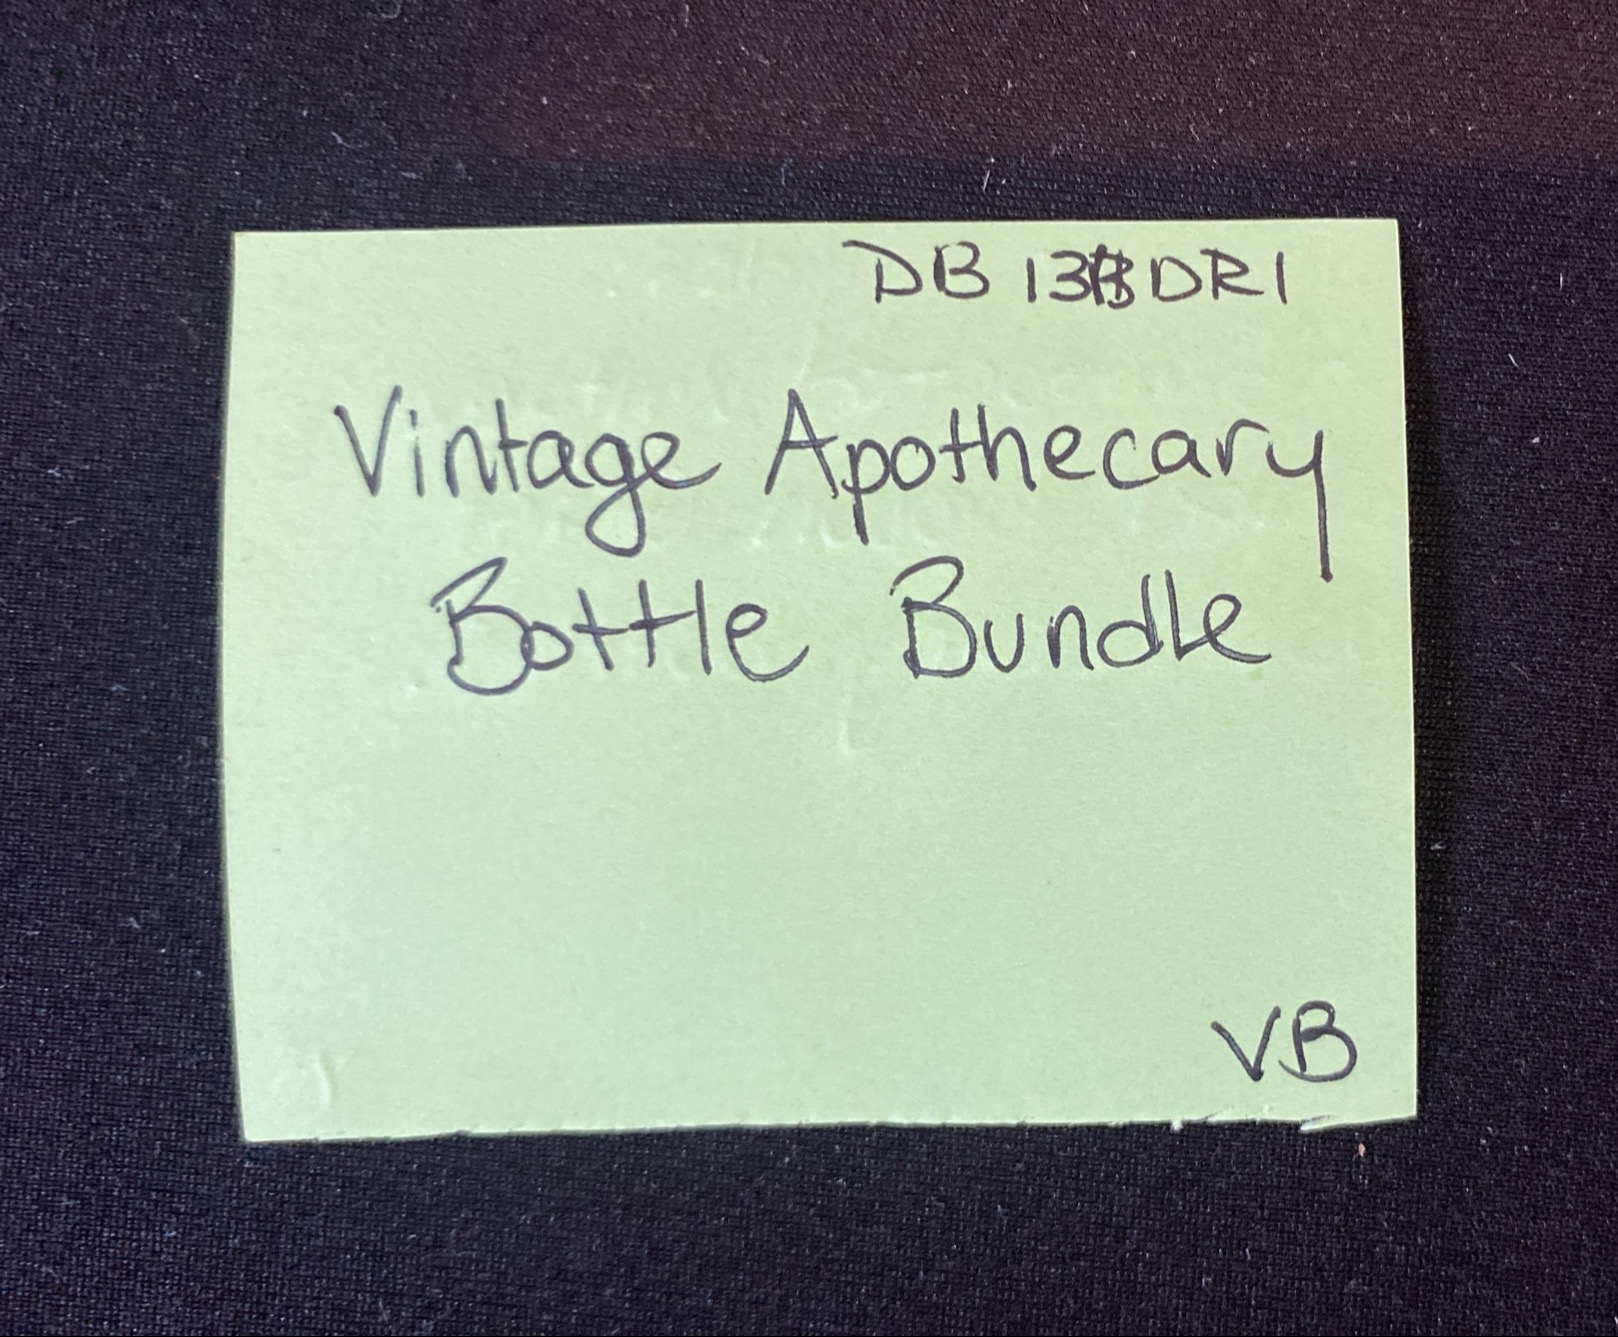 DB 13BDR1
Vintage Apothecary
Bottle Bundle
VB